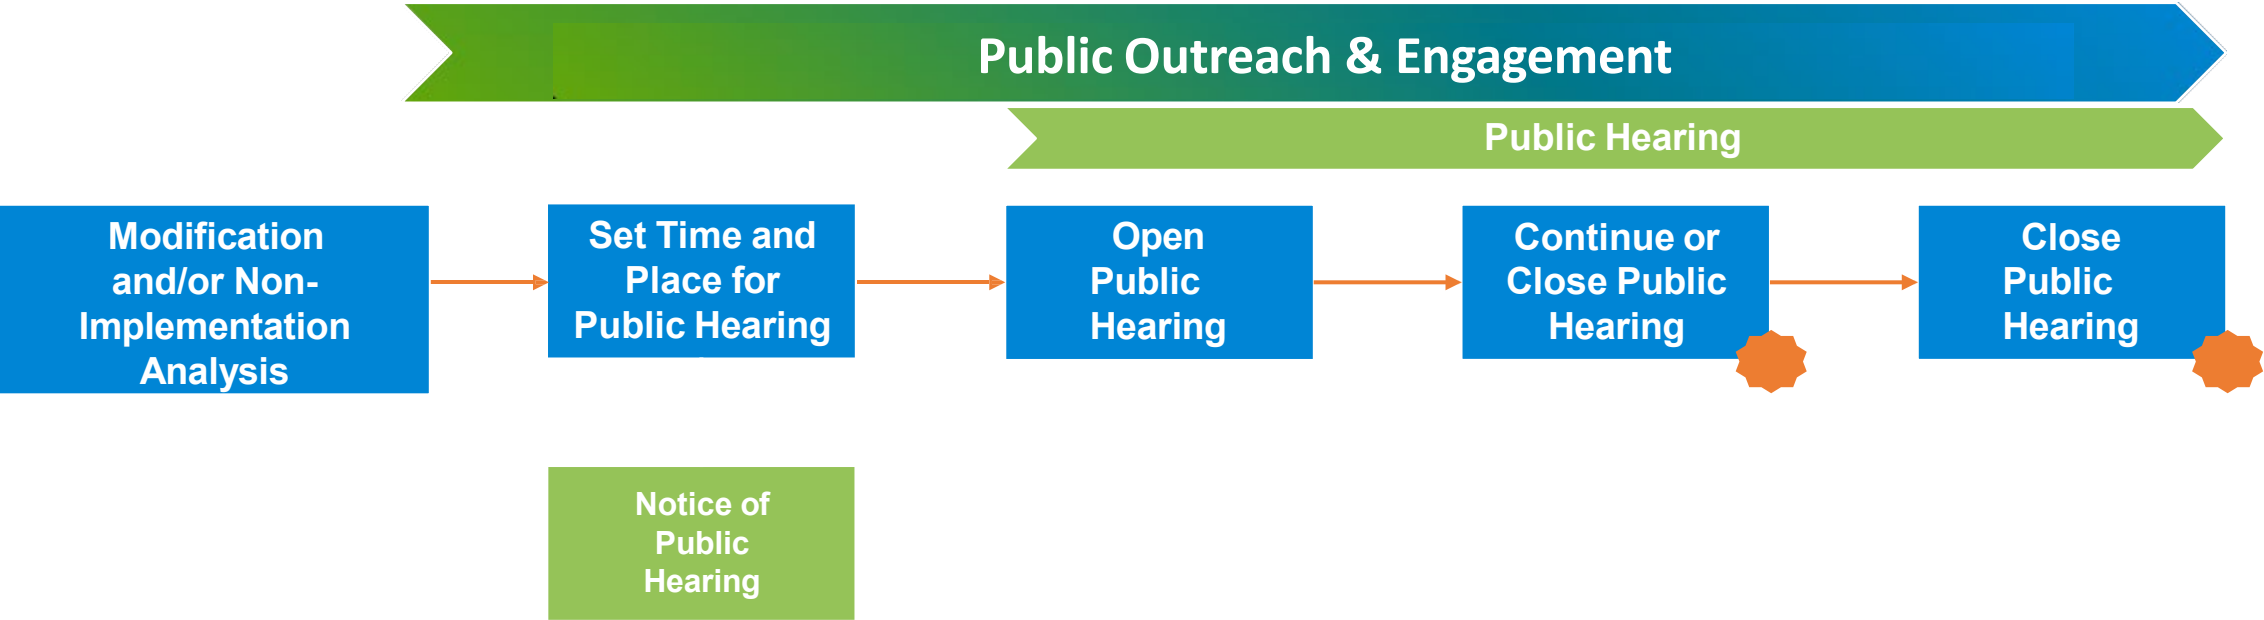 Public Outreach & Engagement
Public Hearing
Modification
and/or Non-
Implementation
Analysis
Set Time and
Place for
Public Hearing
Open
Public
Hearing
Continue or
Close Public
Hearing
Close
Public
Hearing
Notice of
Public
Hearing